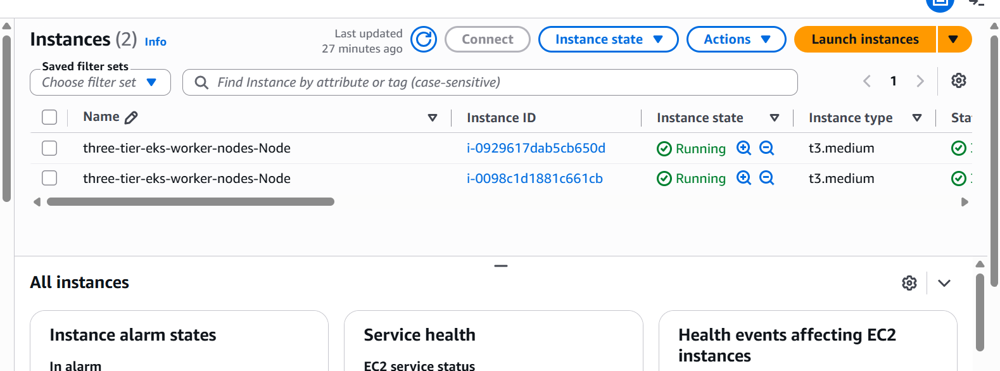 Instances (2) Info
Last updated
27 minutes ago
Connect
Instance state
Actions
Launch instances
Saved filter sets
Choose filter set
Find Instance by attribute or tag (case-sensitive)
1
Name Instance ID Instance state Instance type
three-tier-eks-worker-nodes-Node i-0929617dab5cb650d Running t3.medium
three-tier-eks-worker-nodes-Node i-0098c1d1881c661cb Running t3.medium
All instances
Instance alarm states
In alarm
Service health
EC2 service status
Health events affecting EC2
instances